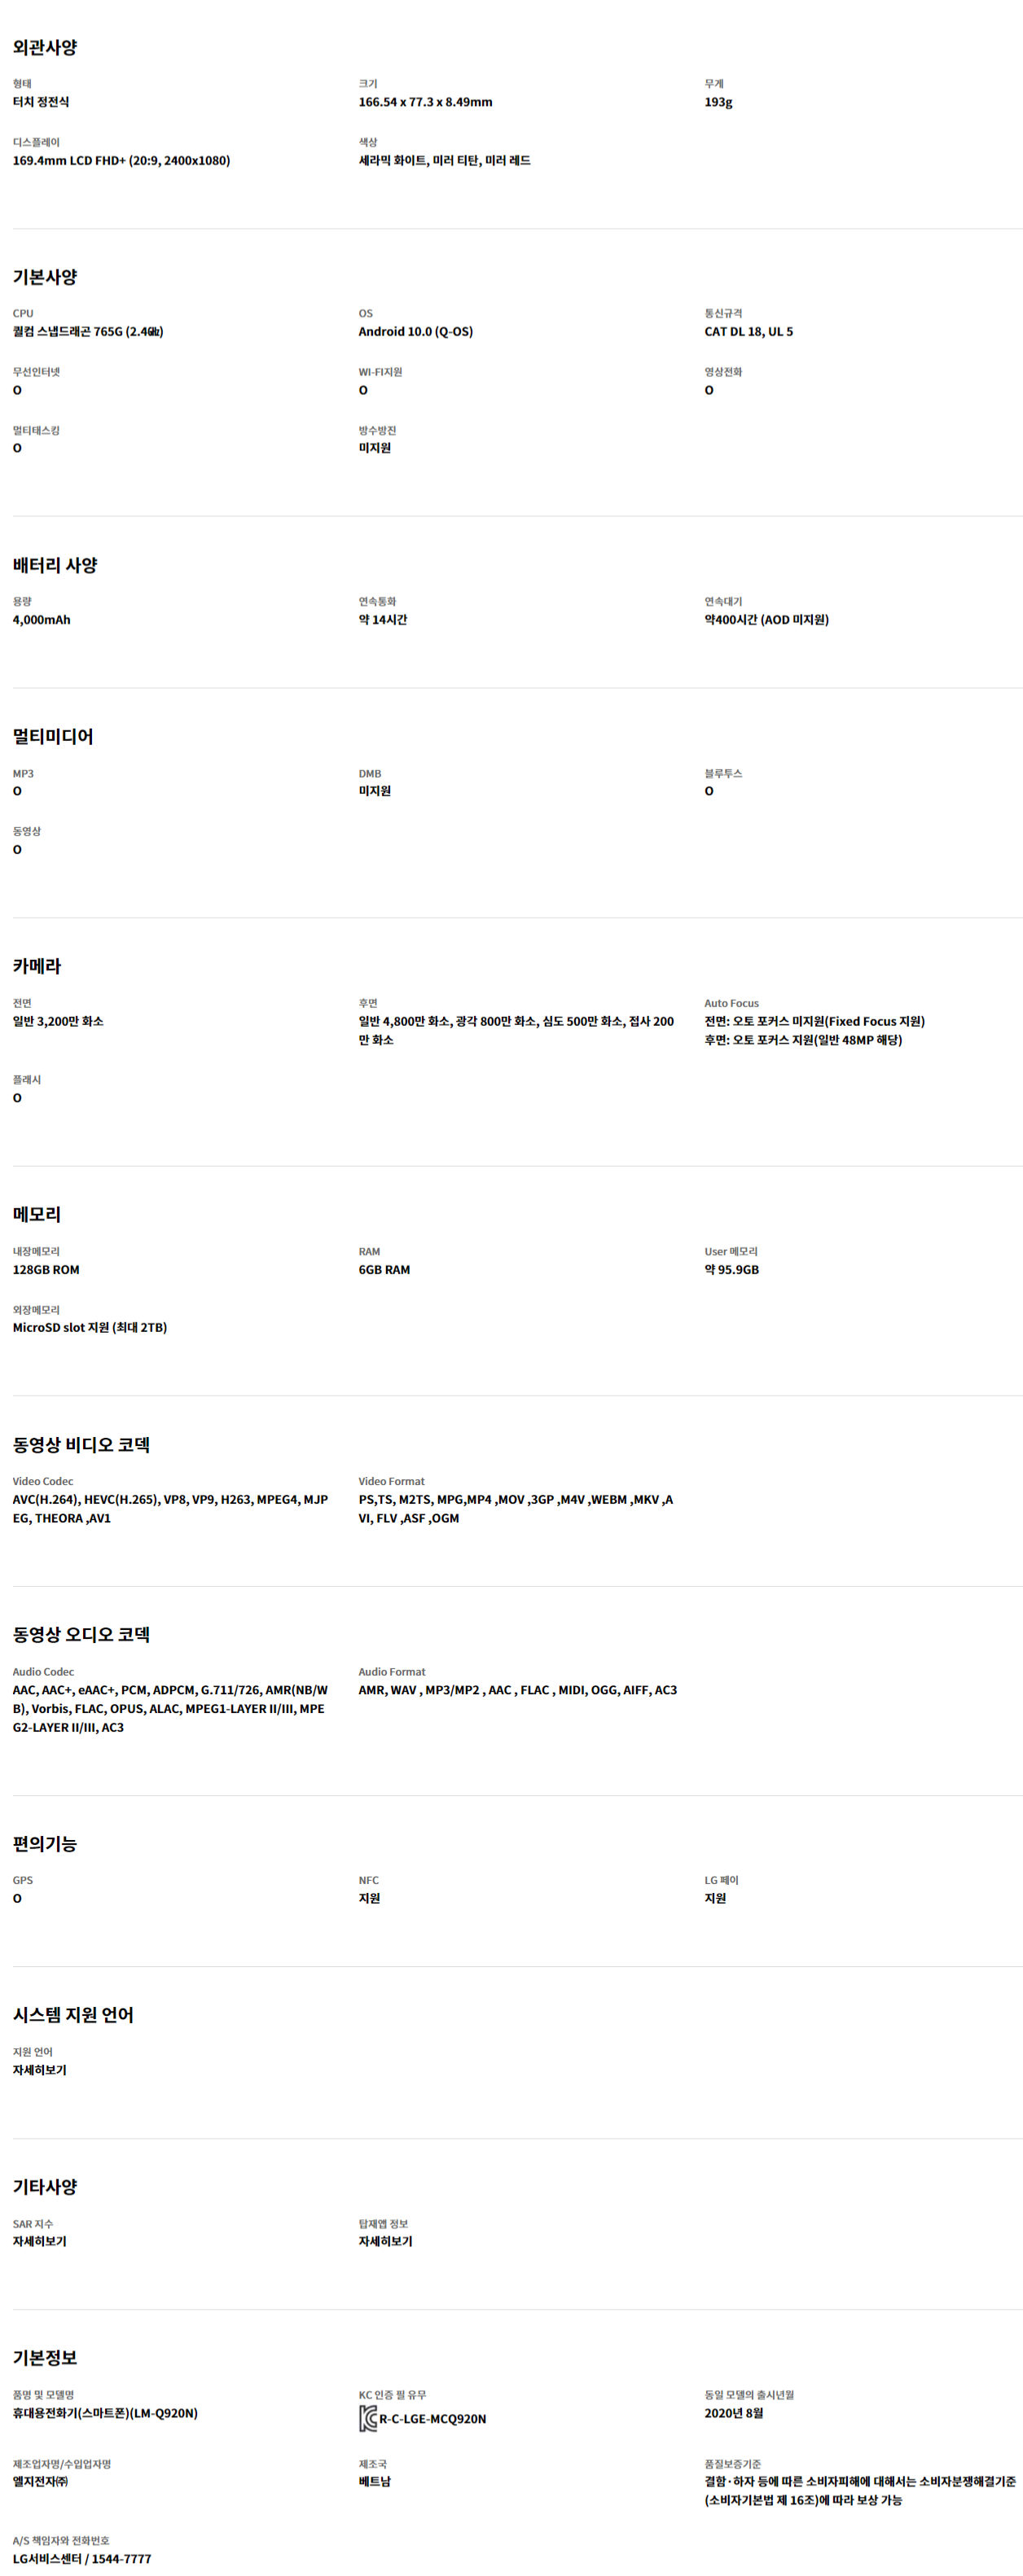 외관사양
형태
터치 정전식
크기
166.54 x 77.3 x 8.49mm
무게
193g
디스플레이
169.4mm LCD FHD+ (20:9, 2400x1080)
색상
세라믹 화이트, 미러 티탄, 미러 레드
기본사양
CPU
퀄컴 스냅드래곤 765G (2.4㎓)
OS
Android 10.0 (Q-OS)
통신규격
CAT DL 18, UL 5
무선인터넷
O
WI-FI지원
O
영상전화
O
멀티태스킹
O
방수방진
미지원
배터리 사양
용량
4,000mAh
연속통화
약 14시간
연속대기
약400시간 (AOD 미지원)
멀티미디어
MP3
O
DMB
미지원
블루투스
O
동영상
O
카메라
전면
일반 3,200만 화소
후면
일반 4,800만 화소, 광각 800만 화소, 심도 500만 화소, 접사 200
만 화소
Auto Focus
전면: 오토 포커스 미지원(Fixed Focus 지원)
후면: 오토 포커스 지원(일반 48MP 해당)
플래시
O
메모리
내장메모리
128GB ROM
RAM
6GB RAM
User 메모리
약 95.9GB
외장메모리
MicroSD slot 지원 (최대 2TB)
동영상 비디오 코덱
Video Codec
AVC(H.264), HEVC(H.265), VP8, VP9, H263, MPEG4, MJP
EG, THEORA ,AV1
Video Format
PS,TS, M2TS, MPG,MP4 ,MOV ,3GP ,M4V ,WEBM ,MKV ,A
VI, FLV ,ASF ,OGM
동영상 오디오 코덱
Audio Codec
AAC, AAC+, eAAC+, PCM, ADPCM, G.711/726, AMR(NB/W
B), Vorbis, FLAC, OPUS, ALAC, MPEG1-LAYER II/III, MPE
G2-LAYER II/III, AC3
Audio Format
AMR, WAV , MP3/MP2 , AAC , FLAC , MIDI, OGG, AIFF, AC3
편의기능
GPS
O
NFC
지원
LG 페이
지원
시스템 지원 언어
지원 언어
자세히보기
기타사양
SAR 지수
자세히보기
탑재앱 정보
자세히보기
기본정보
품명 및 모델명
휴대용전화기(스마트폰)(LM-Q920N)
KC 인증 필 유무
R-C-LGE-MCQ920N
동일 모델의 출시년월
2020년 8월
제조업자명/수입업자명
엘지전자㈜
제조국
베트남
품질보증기준
결함·하자 등에 따른 소비자피해에 대해서는 소비자분쟁해결기준
(소비자기본법 제 16조)에 따라 보상 가능
A/S 책임자와 전화번호
LG서비스센터 / 1544-7777